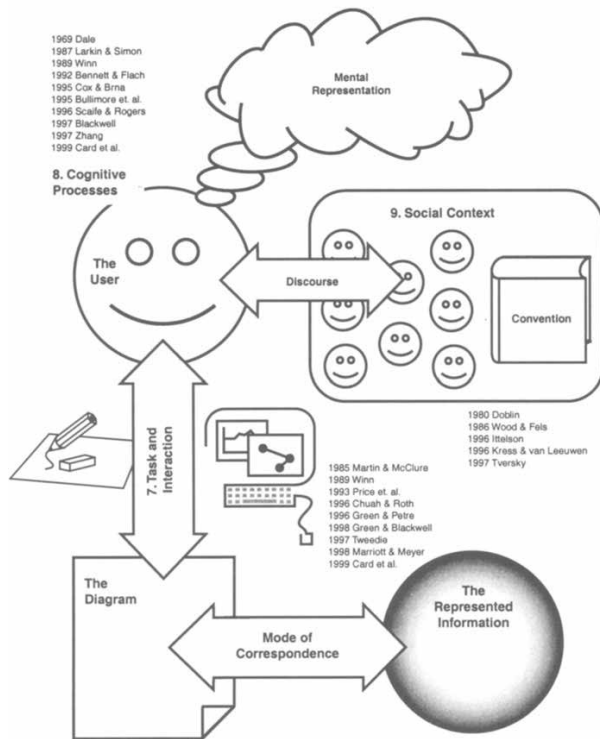 1969 Dale
1987 Larkin & Simon
1989 Winn
1992 Bennett & Flach
1995 Cox & Brna
1995 Bullimore et. al.
1996 Scaife & Rogers
1997 Blackwell
1997 Zhang
1999 Card et al.
Mental
Representation
8. Cognitive
Processes
9. Social Context
The
User
Discourse
Convention
7. Task and
Interaction
1980 Doblin
1986 Wood & Fels
1996 Ittelson
1996 Kress & van Leeuwen
1997 Tversky
1985 Martin & McClure
1989 Winn
1993 Price et. al.
1996 Chuah & Roth
1996 Green & Petre
1998 Green & Blackwell
1997 Tweedie
1998 Marriott & Meyer
1999 Card et al.
The
Diagram
Mode of
Correspondence
The
Represented
Information